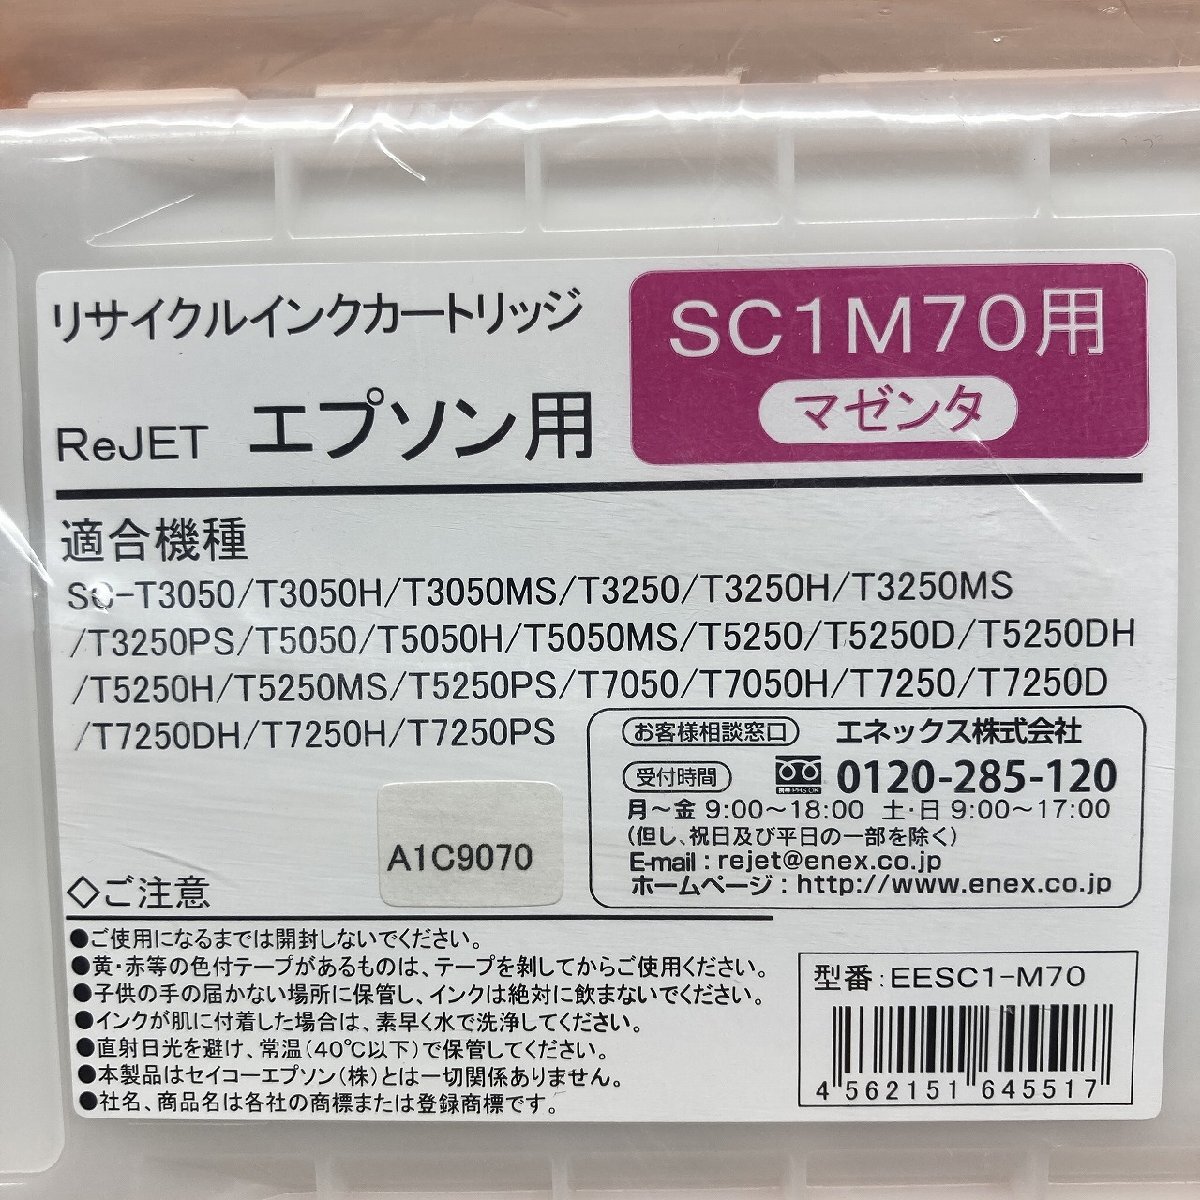 リサイクルインクカートリッジ
ReJET エプソン用
SC1M70用
マゼンタ
適合機種
SC-T3050/T3050H/T3050MS/T3250/T3250H/T3250MS
/T3250PS/T5050/T5050H/T5050MS/T5250/T5250D/T5250DH
/T5250H/T5250MS/T5250PS/T7050/T7050H/T7250/T7250D
/T7250DH/T7250H/T7250PS
お客様相談窓口 エネックス株式会社
受付時間 0120-285-120
月～金 9:00～18:00 土・日 9:00～17:00
(但し、祝日及び平日の一部を除く)
E-mail : rejet@enex.co.jp
ホームページ : http://www.enex.co.jp
A1C9070
◇ご注意
●ご使用になるまでは開封しないでください。
●黄・赤等の色付テープがあるものは、テープを剥してからご使用ください。
●子供の手の届かない場所に保管し、インクは絶対に飲まないでください。
●インクが肌に付着した場合は、素早く水で洗浄してください。
●直射日光を避け、常温(40℃以下)で保管してください。
●本製品はセイコーエプソン(株)とは一切関係ありません。
●社名、商品名は各社の商標または登録商標です。
型番:EESC1-M70
4 562151 645517